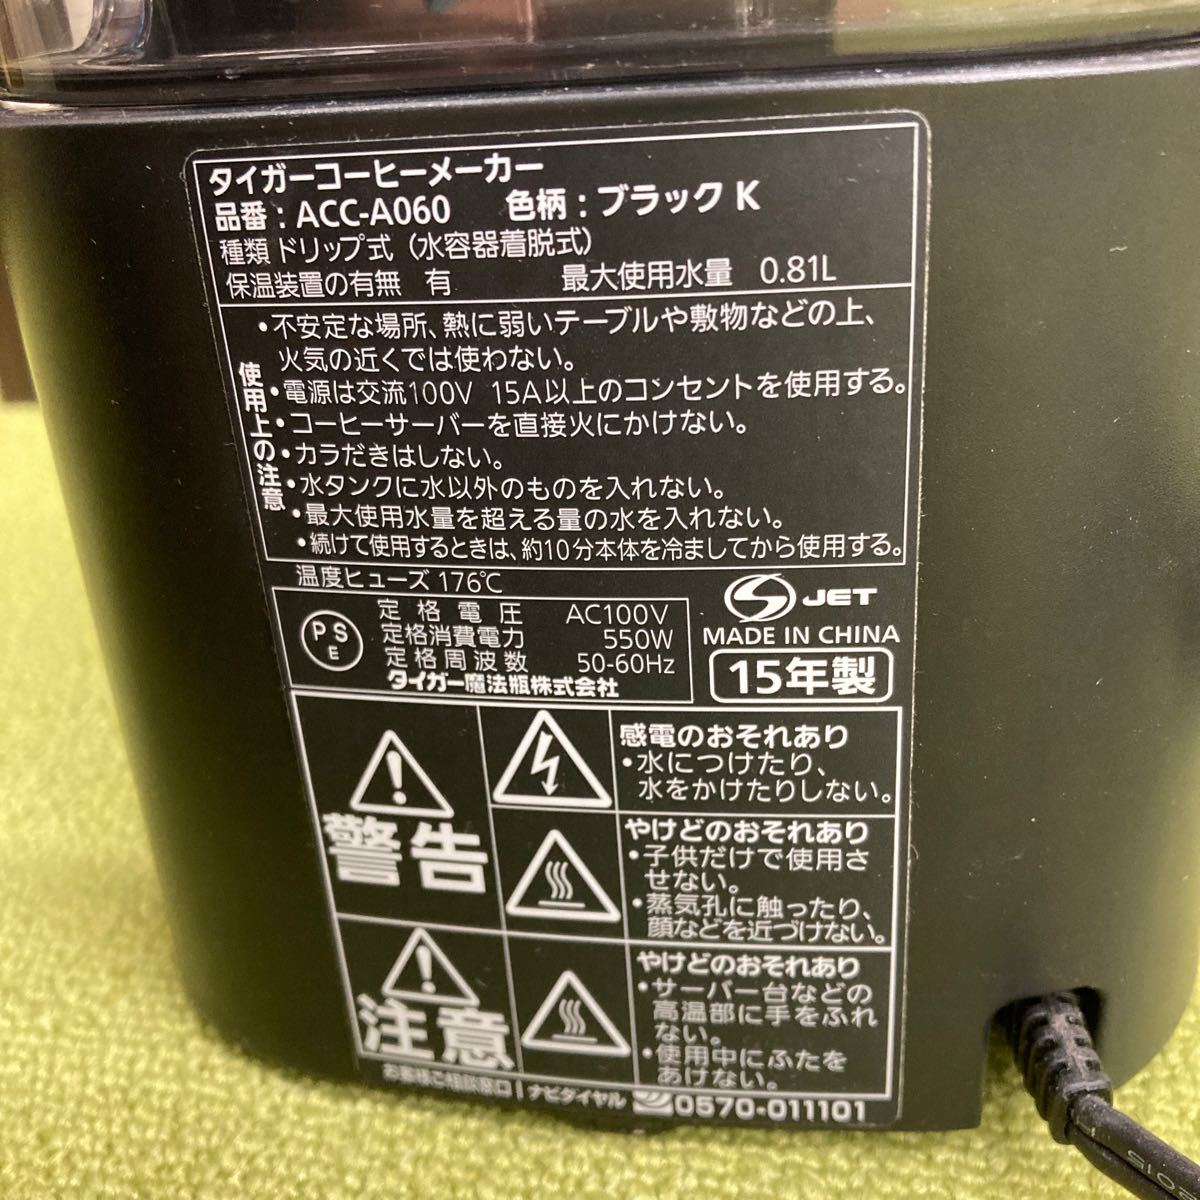 タイガーコーヒーメーカー
品番：ACC-A060 色柄：ブラック K
種類 ドリップ式（水容器着脱式）
保温装置の有無 有 最大使用水量 0.81L
使用上の注意
・不安定な場所、熱に弱いテーブルや敷物などの上、
火気の近くでは使わない。
・電源は交流100V 15A以上のコンセントを使用する。
・コーヒーサーバーを直接火にかけない。
・カラだきはしない。
・水タンクに水以外のものを入れない。
・最大使用水量を超える量の水を入れない。
・続けて使用するときは、約10分本体を冷ましてから使用する。
温度ヒューズ 176℃
PSE
定格電圧 AC100V
定格消費電力 550W
定格周波数 50-60Hz
タイガー魔法瓶株式会社
JET
MADE IN CHINA
15年製
警告
感電のおそれあり
・水につけたり、
水をかけたりしない。
やけどのおそれあり
・子供だけで使用さ
せない。
・蒸気孔に触ったり、
顔などを近づけない。
注意
やけどのおそれあり
・サーバー台などの
高温部に手をふれ
ない。
・使用中にふたを
あけない。
お客様ご相談窓口 ナビダイヤル 0570-011101
2015